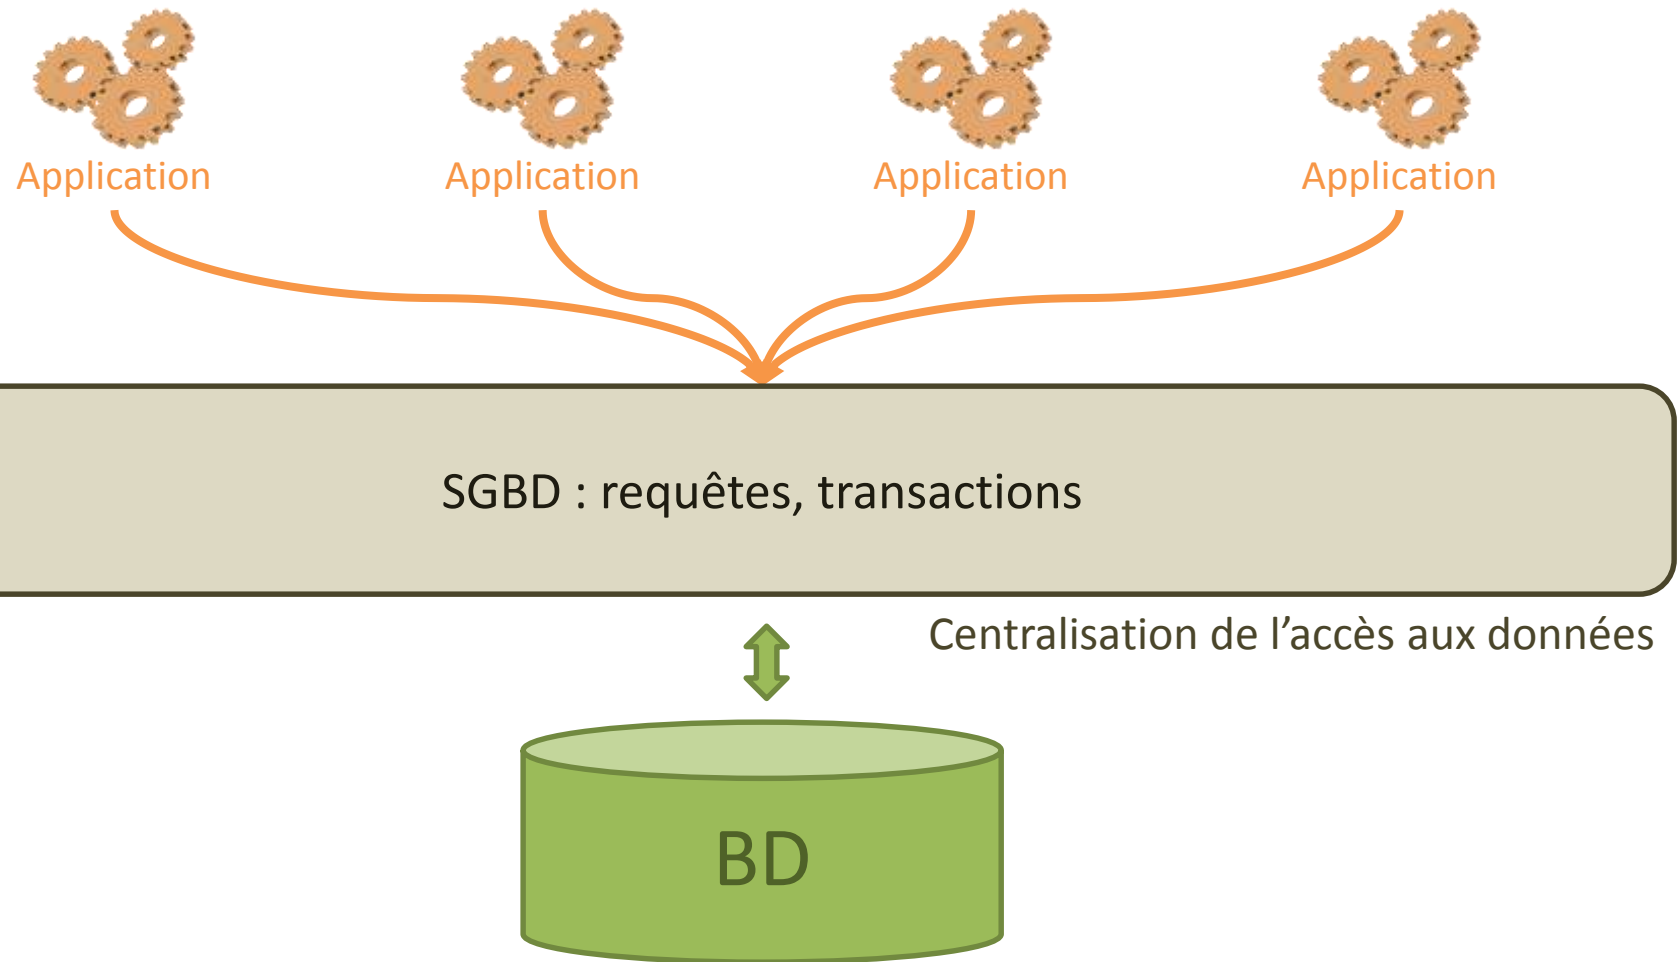 Application
Application
Application
Application
SGBD : requêtes, transactions
Centralisation de l’accès aux données
BD